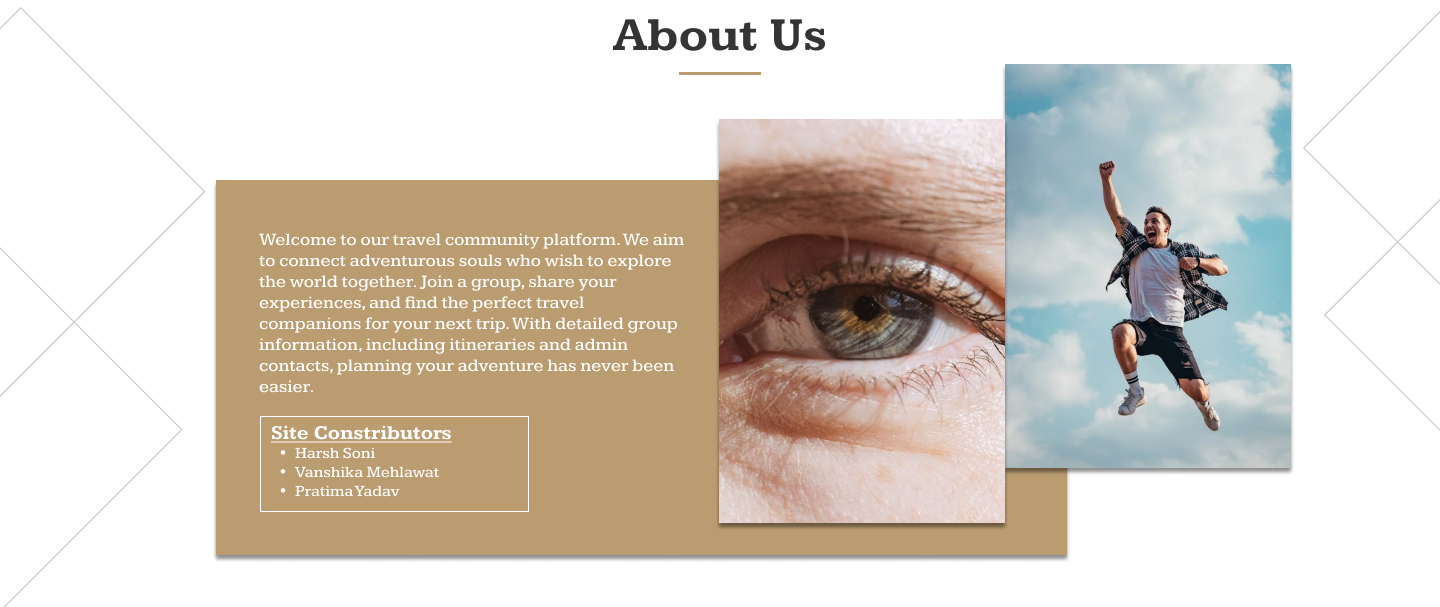 About Us
Welcome to our travel community platform. We aim
to connect adventurous souls who wish to explore
the world together. Join a group, share your
experiences, and find the perfect travel
companions for your next trip. With detailed group
information, including itineraries and admin
contacts, planning your adventure has never been
easier.
Site Constributors
• Harsh Soni
• Vanshika Mehlawat
• Pratima Yadav